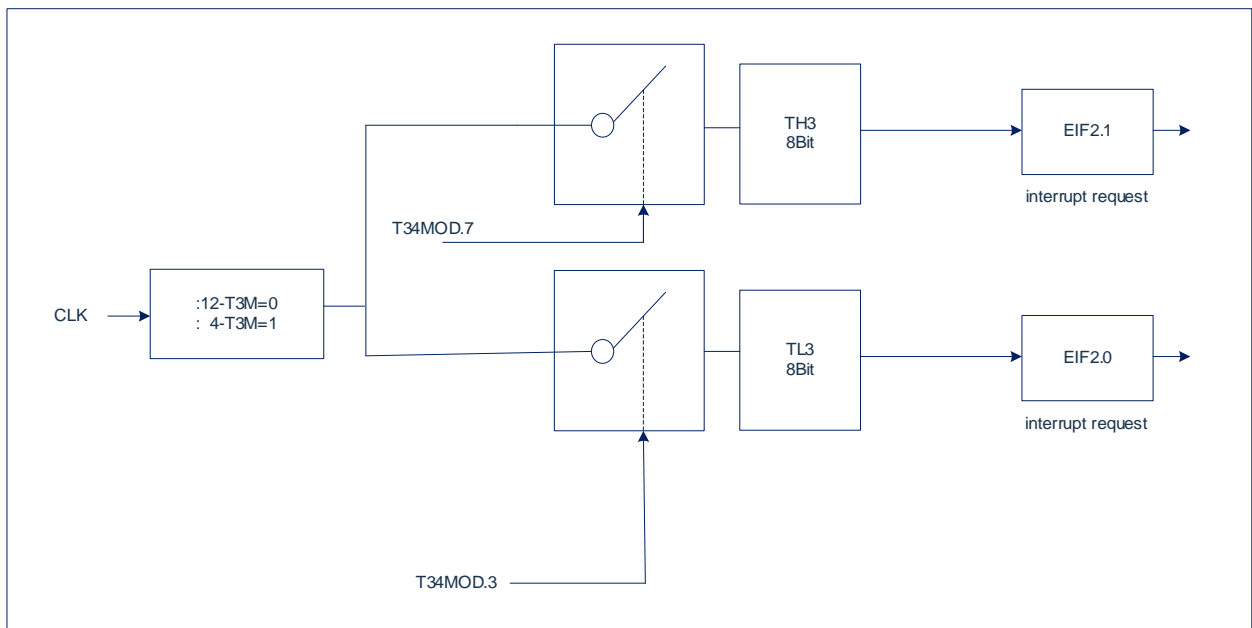 TH3
8Bit
EIF2.1
interrupt request
T34MOD.7
CLK
:12-T3M=0
: 4-T3M=1
TL3
8Bit
EIF2.0
interrupt request
T34MOD.3